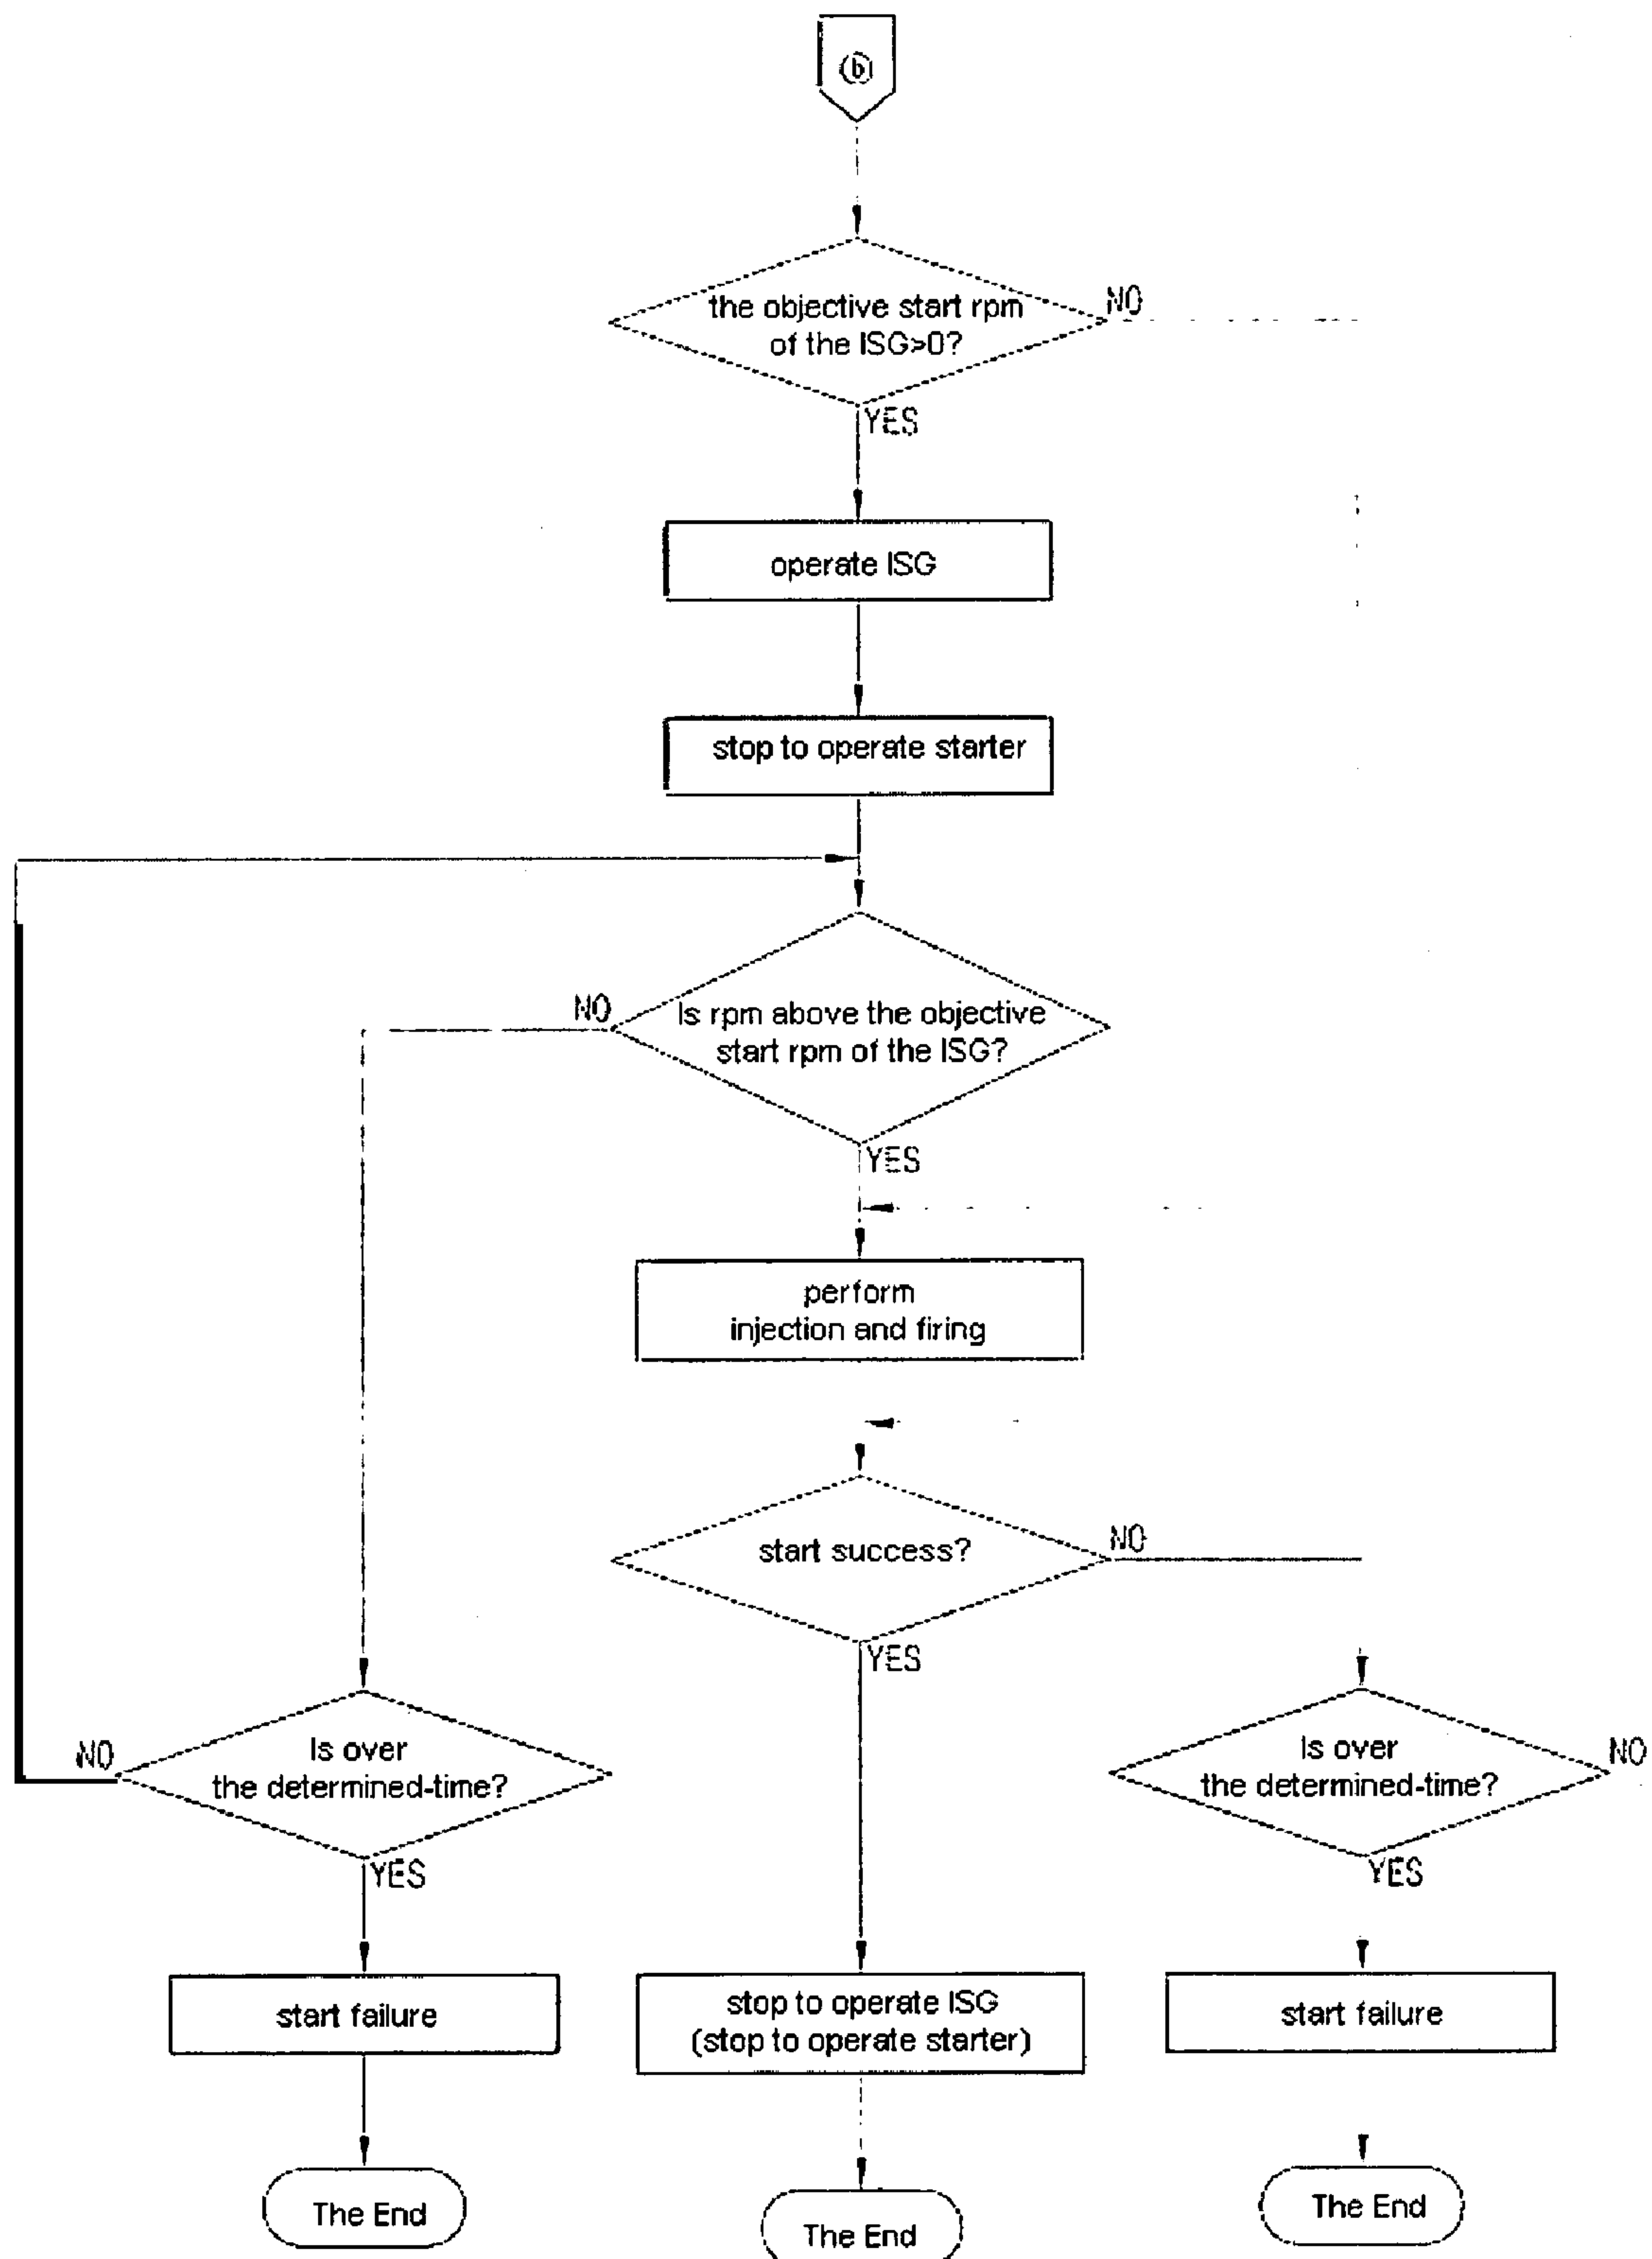 (b)
the objective start rpm
of the ISG>0?
NO
YES
operate ISG
stop to operate starter
NO
Is rpm above the objective
start rpm of the ISG?
YES
perform
injection and firing
start success?
NO
YES
NO
Is over
the determined-time?
YES
Is over
the determined-time?
NO
YES
start failure
stop to operate ISG
(stop to operate starter)
start failure
The End
The End
The End